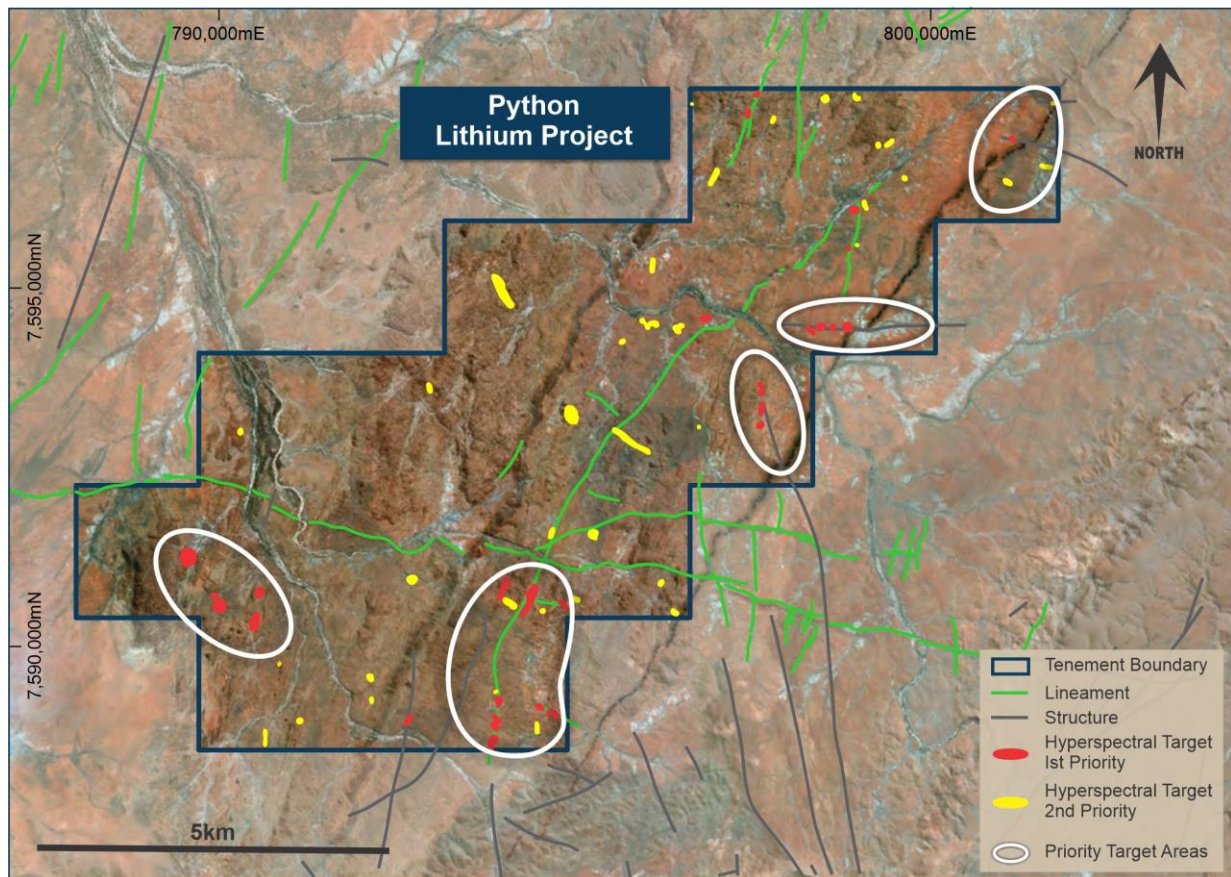 790,000mE
800,000mE
Python
Lithium Project
NORTH
7,595,000mN
7,590,000mN
Tenement Boundary
Lineament
Structure
Hyperspectral Target
Ist Priority
Hyperspectral Target
2nd Priority
Priority Target Areas
5km